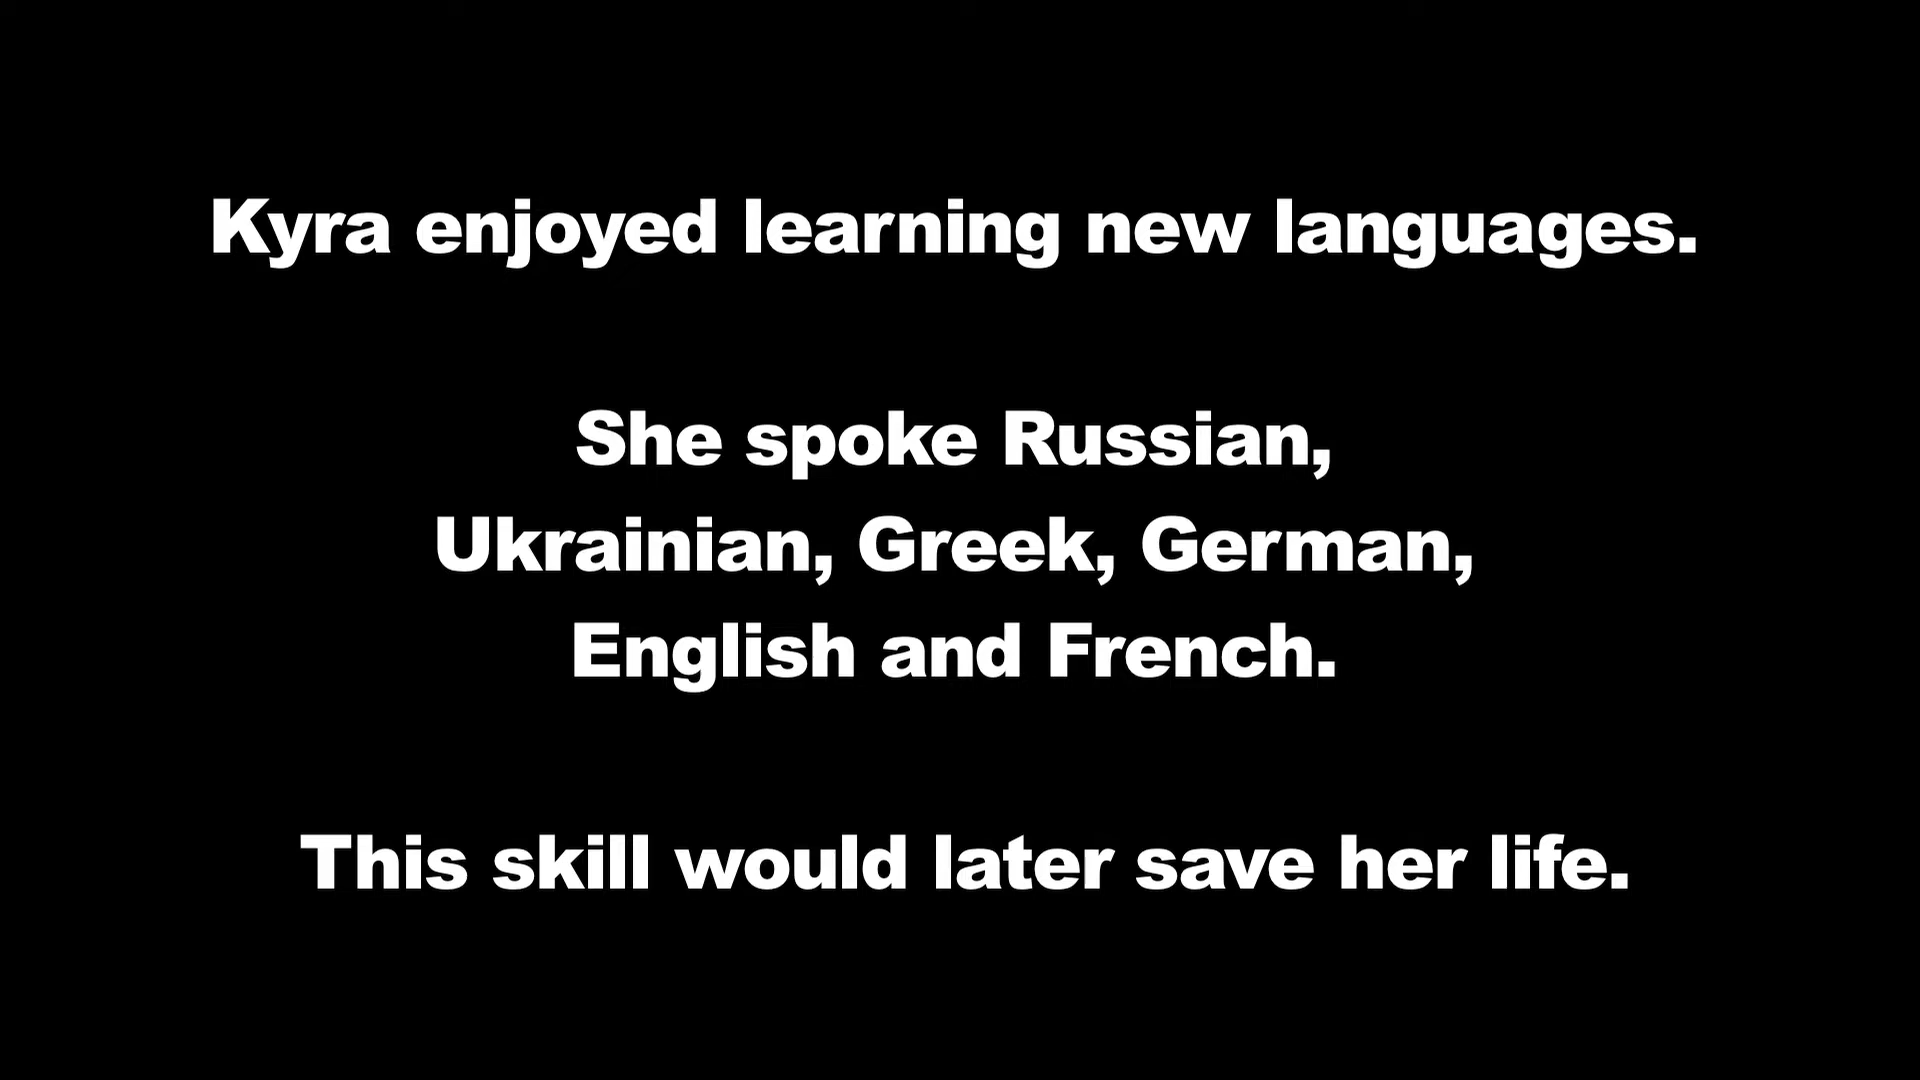 Kyra enjoyed learning new languages.
She spoke Russian,
Ukrainian, Greek, German,
English and French.
This skill would later save her life.